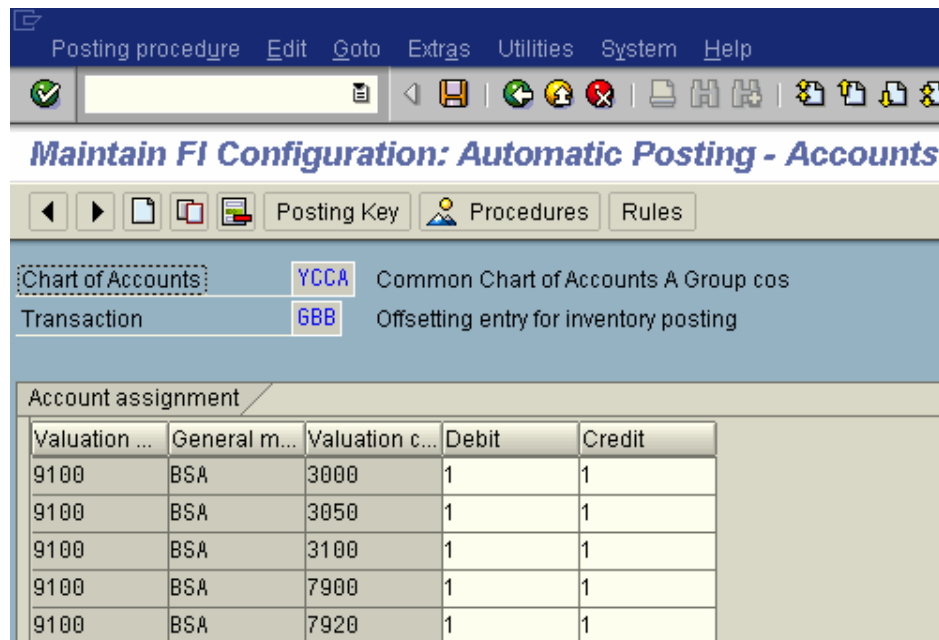 Posting procedure Edit Goto Extras Utilities System Help
Maintain FI Configuration: Automatic Posting - Accounts
Posting Key Procedures Rules
Chart of Accounts YCCA Common Chart of Accounts A Group cos
Transaction GBB Offsetting entry for inventory posting
Account assignment
Valuation ... General m... Valuation c... Debit Credit
9100 BSA 3000 1 1
9100 BSA 3050 1 1
9100 BSA 3100 1 1
9100 BSA 7900 1 1
9100 BSA 7920 1 1